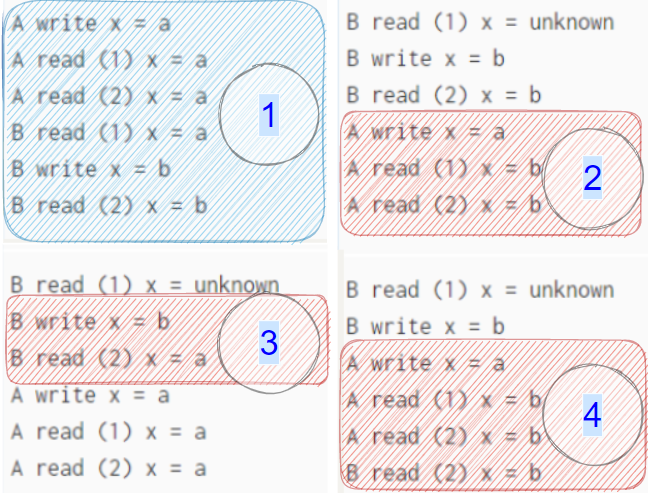 A write x = a
A read (1) x = a
A read (2) x = a
B read (1) x = a
B write x = b
B read (2) x = b
1
B read (1) x = unknown
B write x = b
B read (2) x = b
A write x = a
A read (1) x = b
A read (2) x = b
2
B read (1) x = unknown
B write x = b
B read (2) x = a
A write x = a
A read (1) x = a
A read (2) x = a
3
B read (1) x = unknown
B write x = b
A write x = a
A read (1) x = b
A read (2) x = b
B read (2) x = b
4